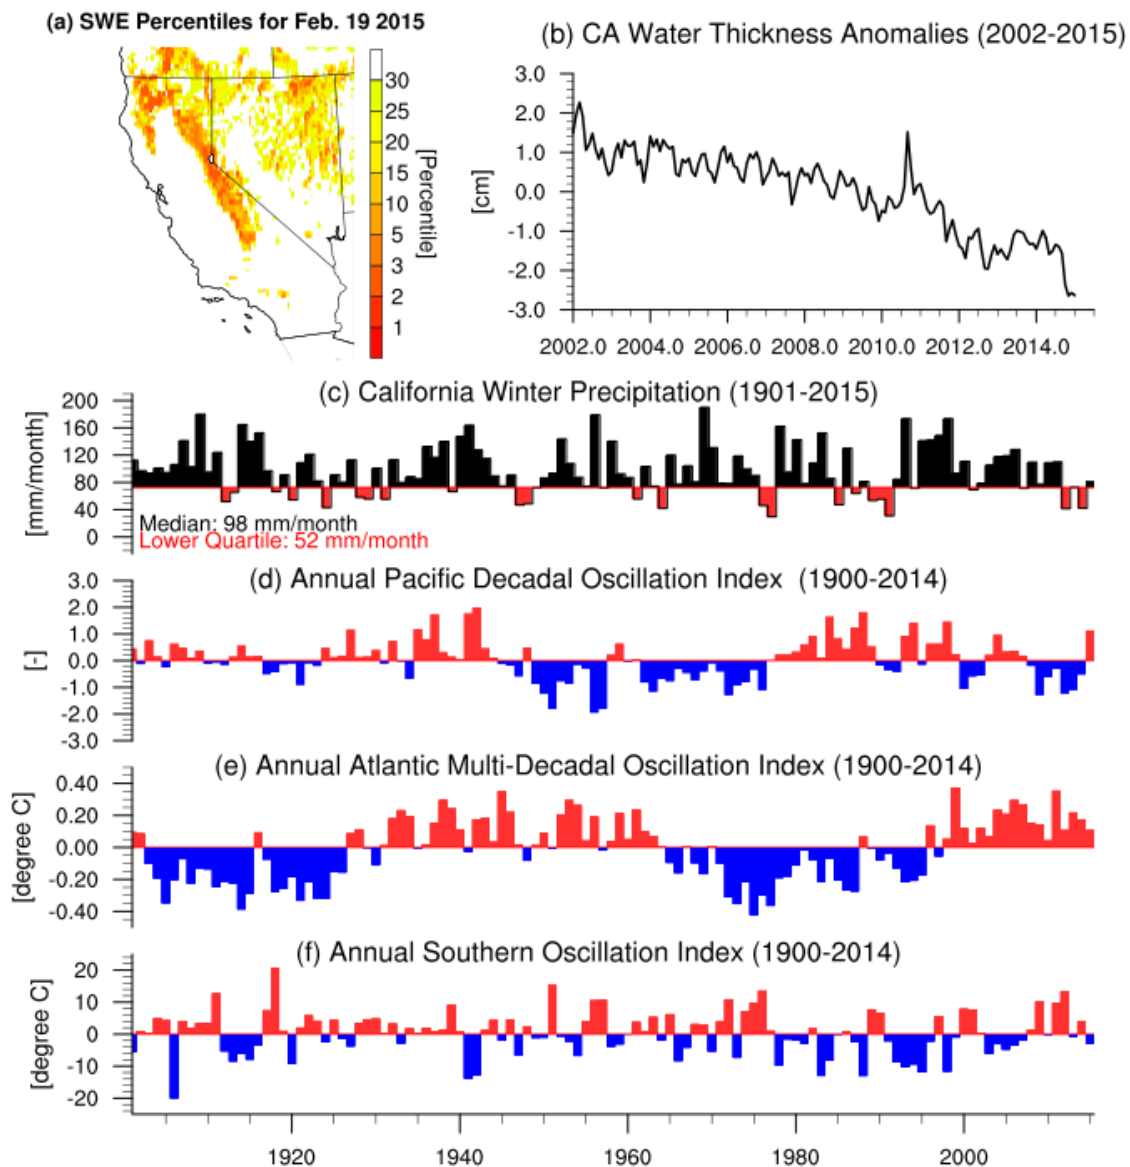 (a) SWE Percentiles for Feb. 19 2015
30
25
20
15
10
5
3
2
1
[Percentile]
(b) CA Water Thickness Anomalies (2002-2015)
3.0
2.0
1.0
0.0
-1.0
-2.0
-3.0
[cm]
2002.0 2004.0 2006.0 2008.0 2010.0 2012.0 2014.0
(c) California Winter Precipitation (1901-2015)
200
160
120
80
40
0
[mm/month]
Median: 98 mm/month
Lower Quartile: 52 mm/month
(d) Annual Pacific Decadal Oscillation Index (1900-2014)
3.0
2.0
1.0
0.0
-1.0
-2.0
-3.0
[-]
(e) Annual Atlantic Multi-Decadal Oscillation Index (1900-2014)
0.40
0.20
0.00
-0.20
-0.40
[degree C]
(f) Annual Southern Oscillation Index (1900-2014)
20
10
0
-10
-20
[degree C]
1920 1940 1960 1980 2000